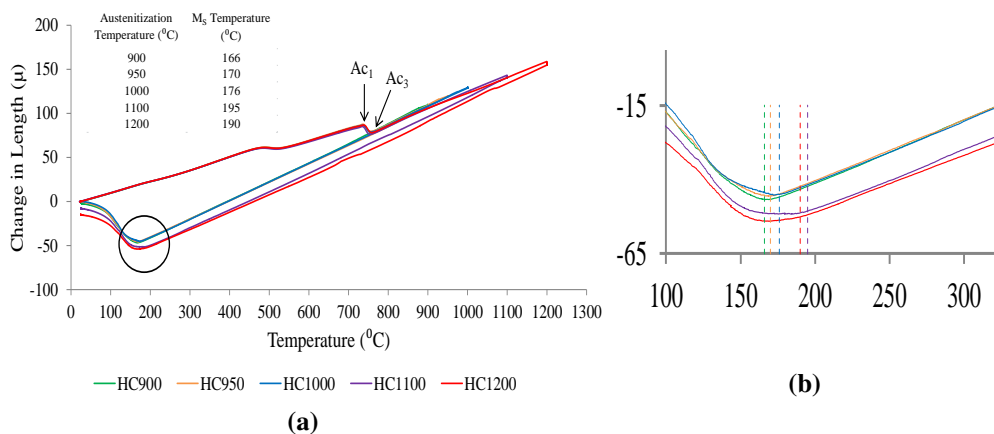 200
150
100
50
0
-50
-100
Change in Length (μ)
Austenitization Temperature (⁰C) M_S Temperature (⁰C)
900 166
950 170
1000 176
1100 195
1200 190
Ac₁
Ac₃
0 100 200 300 400 500 600 700 800 900 1000 1100 1200 1300
Temperature (⁰C)
HC900 HC950 HC1000 HC1100 HC1200
(a)
-15
-65
100 150 200 250 300
(b)